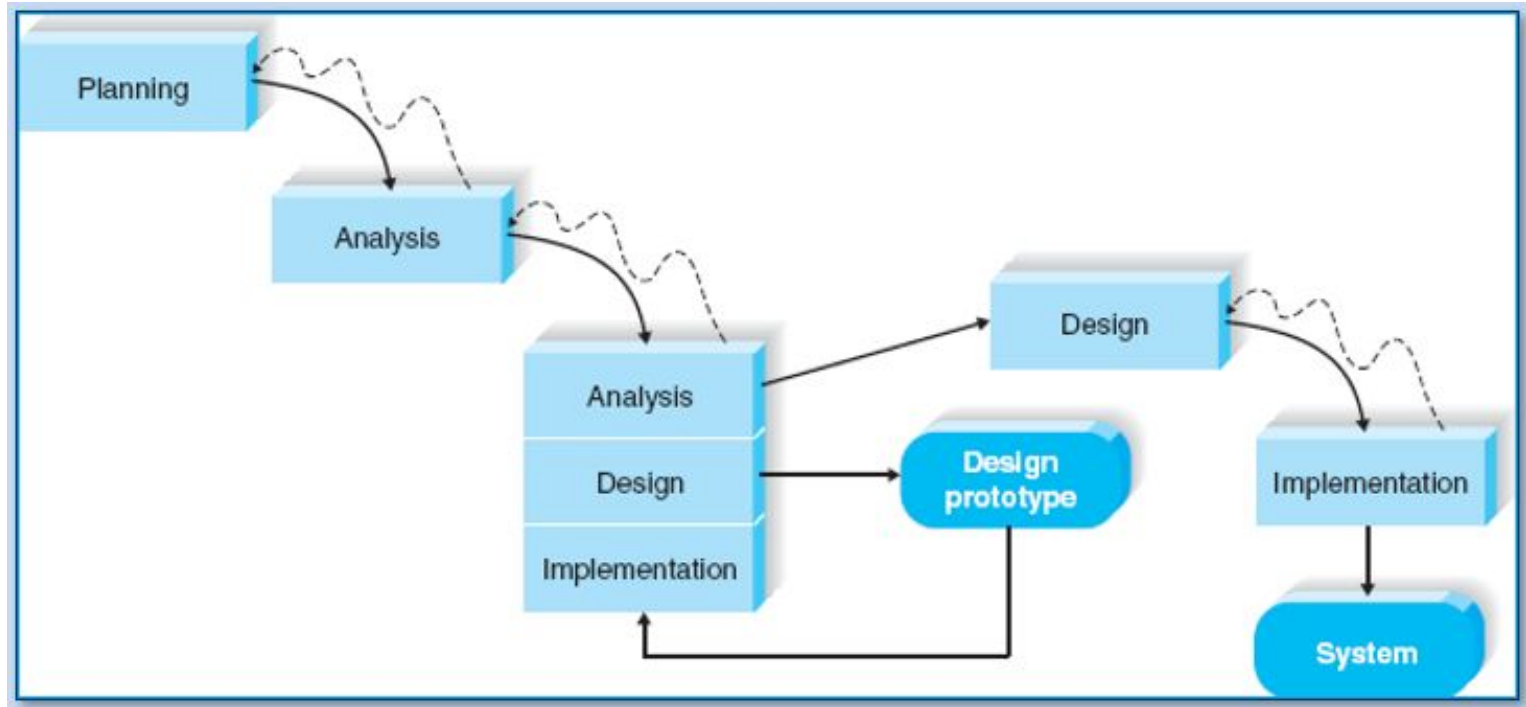 Planning
Analysis
Analysis
Design
Implementation
Design
prototype
Design
Implementation
System